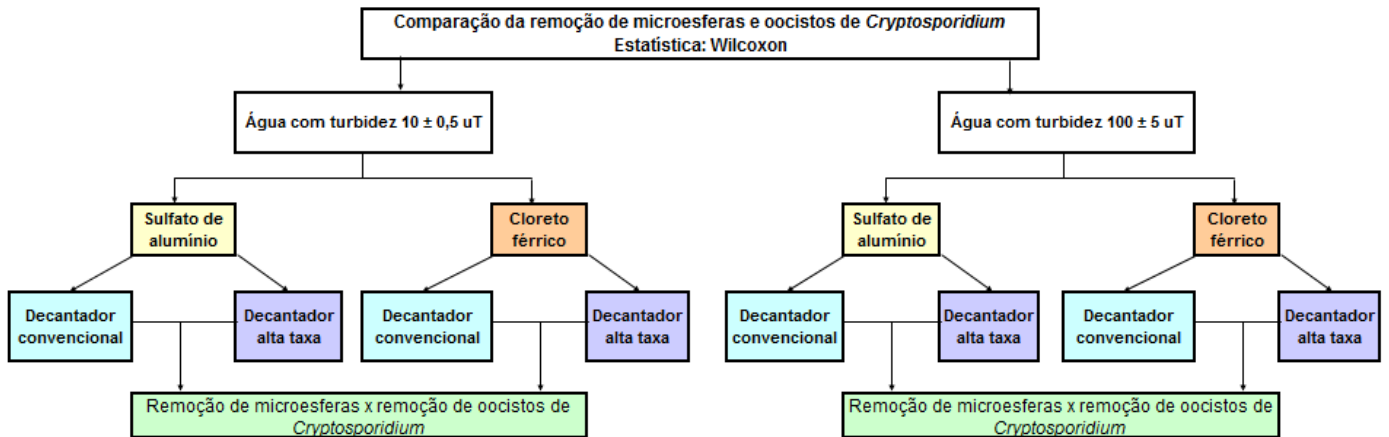 Comparação da remoção de microesferas e oocistos de Cryptosporidium
Estatística: Wilcoxon
Água com turbidez 10 ± 0,5 uT
Água com turbidez 100 ± 5 uT
Sulfato de
alumínio
Cloreto
férrico
Sulfato de
alumínio
Cloreto
férrico
Decantador
convencional
Decantador
alta taxa
Decantador
convencional
Decantador
alta taxa
Decantador
convencional
Decantador
alta taxa
Decantador
convencional
Decantador
alta taxa
Remoção de microesferas x remoção de oocistos de
Cryptosporidium
Remoção de microesferas x remoção de oocistos de
Cryptosporidium